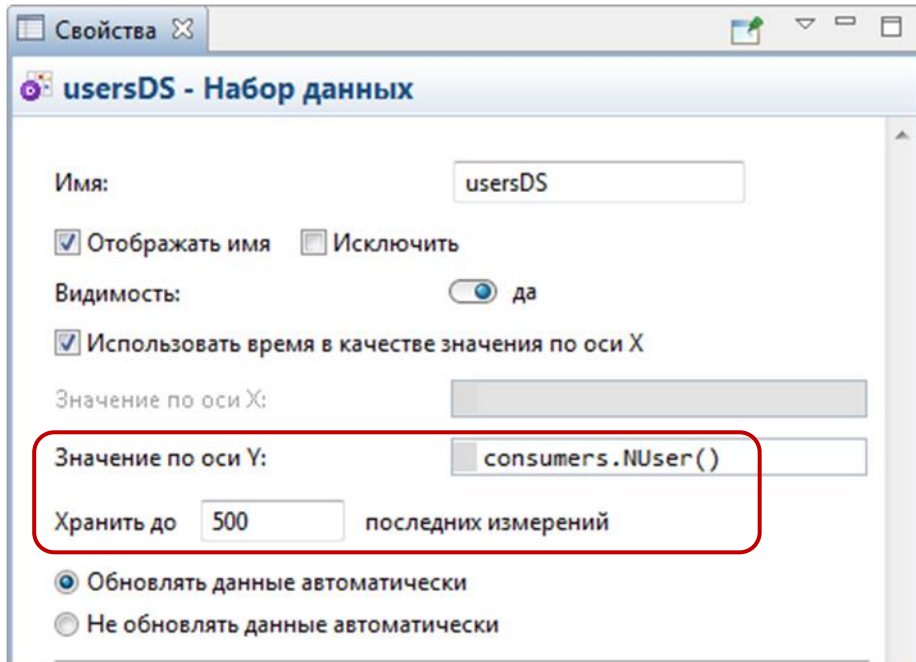 Свойства
usersDS - Набор данных
Имя: usersDS
Отображать имя Исключить
Видимость: да
Использовать время в качестве значения по оси X
Значение по оси X:
Значение по оси Y: consumers.NUser()
Хранить до 500 последних измерений
Обновлять данные автоматически
Не обновлять данные автоматически